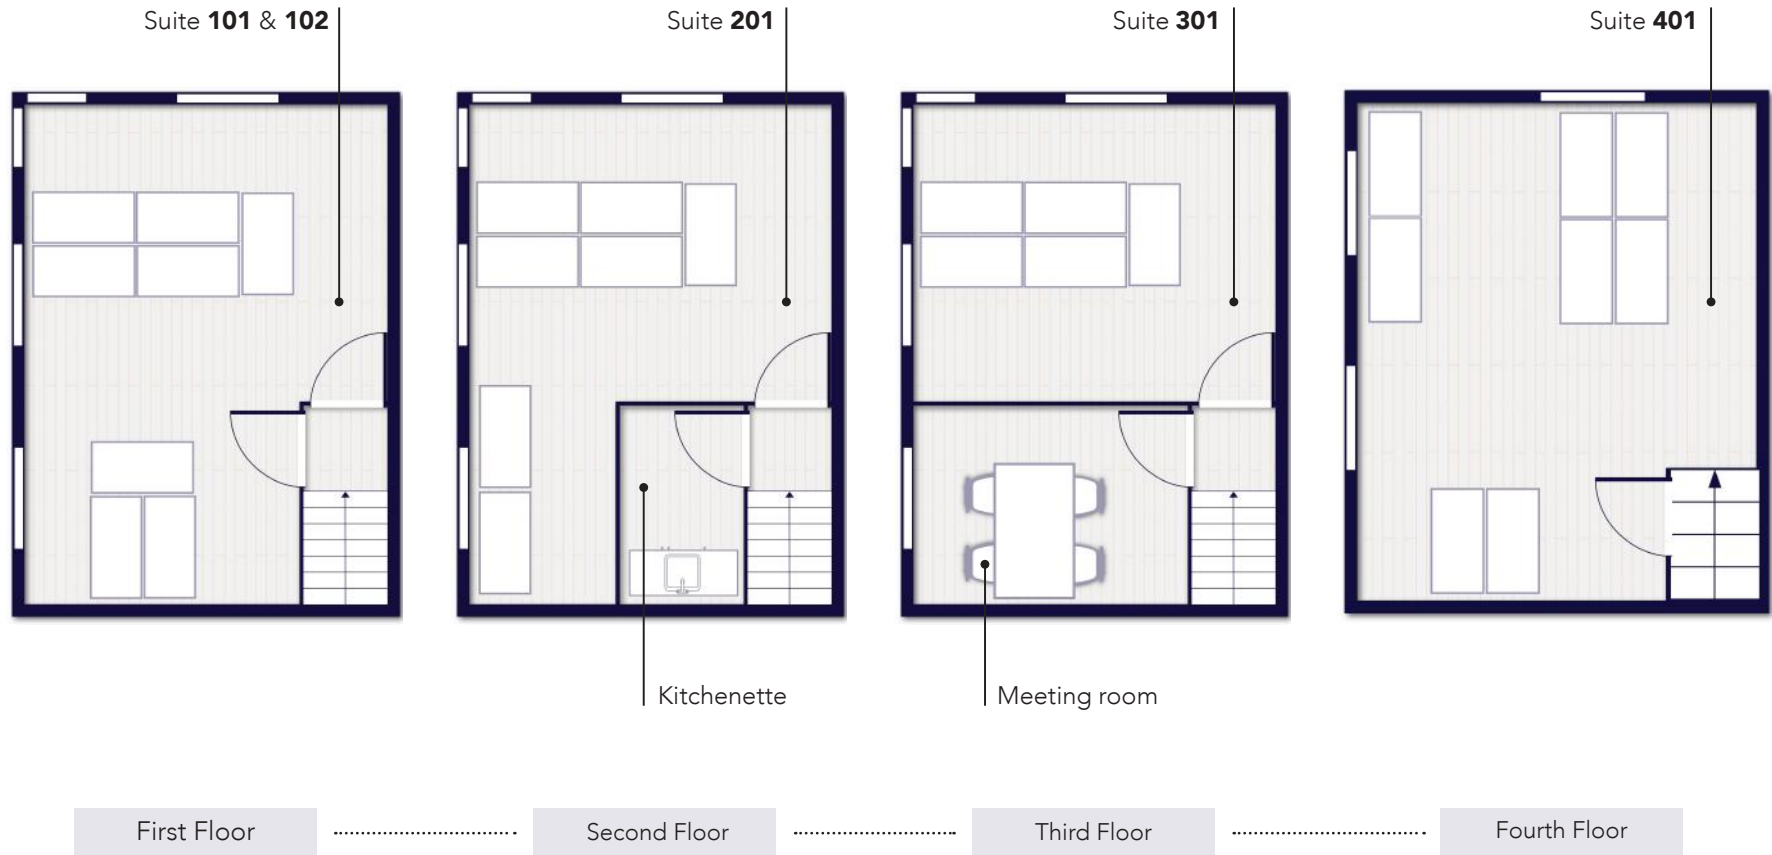 Suite 101 & 102
Suite 201
Suite 301
Suite 401
Kitchenette
Meeting room
First Floor
Second Floor
Third Floor
Fourth Floor